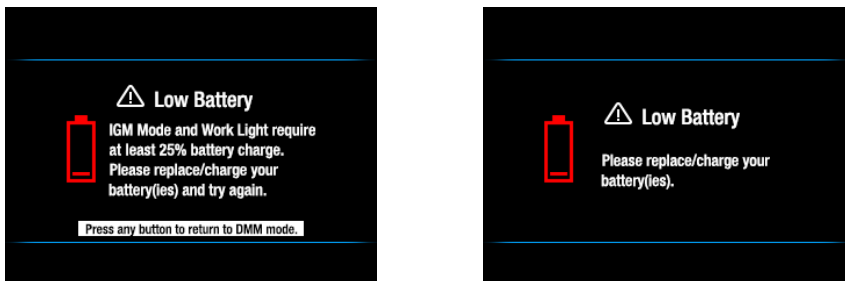 Low Battery
IGM Mode and Work Light require
at least 25% battery charge.
Please replace/charge your
battery(ies) and try again.
Press any button to return to DMM mode.
Low Battery
Please replace/charge your
battery(ies).